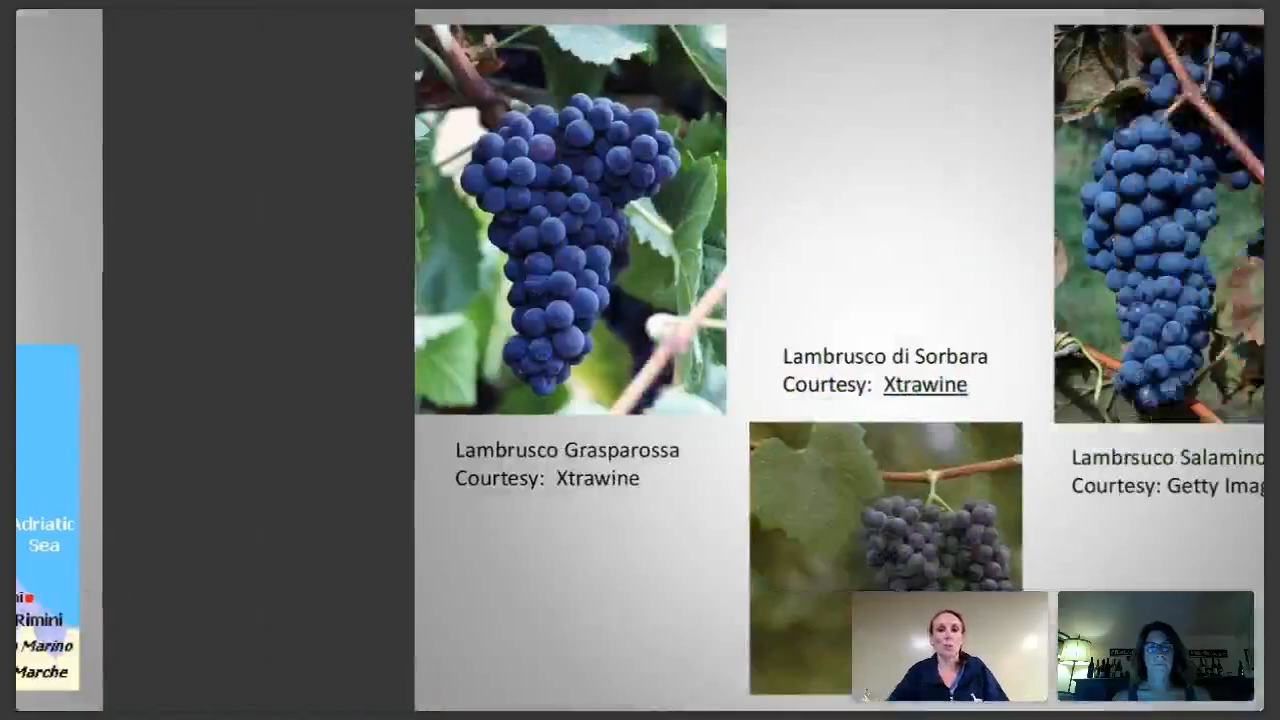 Adriatic
Sea
Rimini
Marino
Marche
Lambrusco Grasparossa
Courtesy: Xtrawine
Lambrusco di Sorbara
Courtesy: Xtrawine
Lambrsuco Salamino
Courtesy: Getty Imag